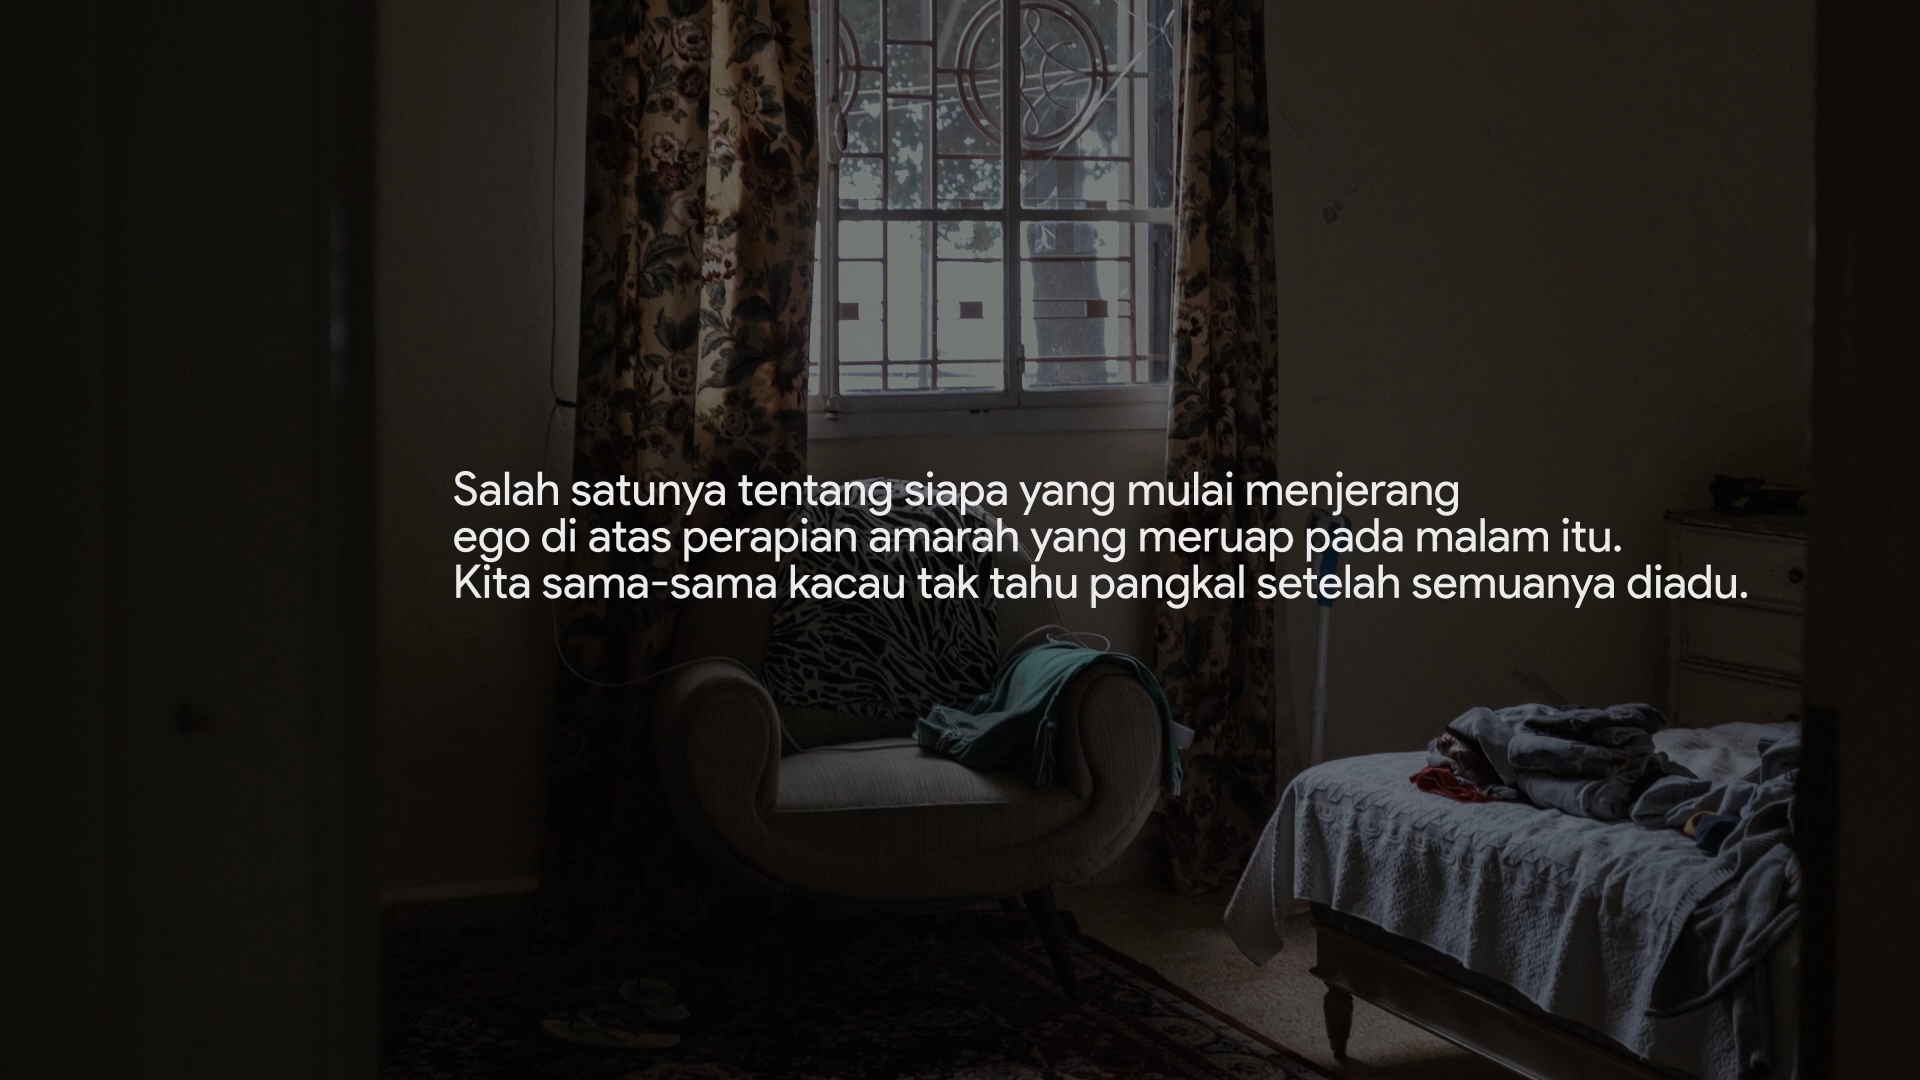 Salah satunya tentang siapa yang mulai menjerang
ego di atas perapian amarah yang meruap pada malam itu.
Kita sama-sama kacau tak tahu pangkal setelah semuanya diadu.